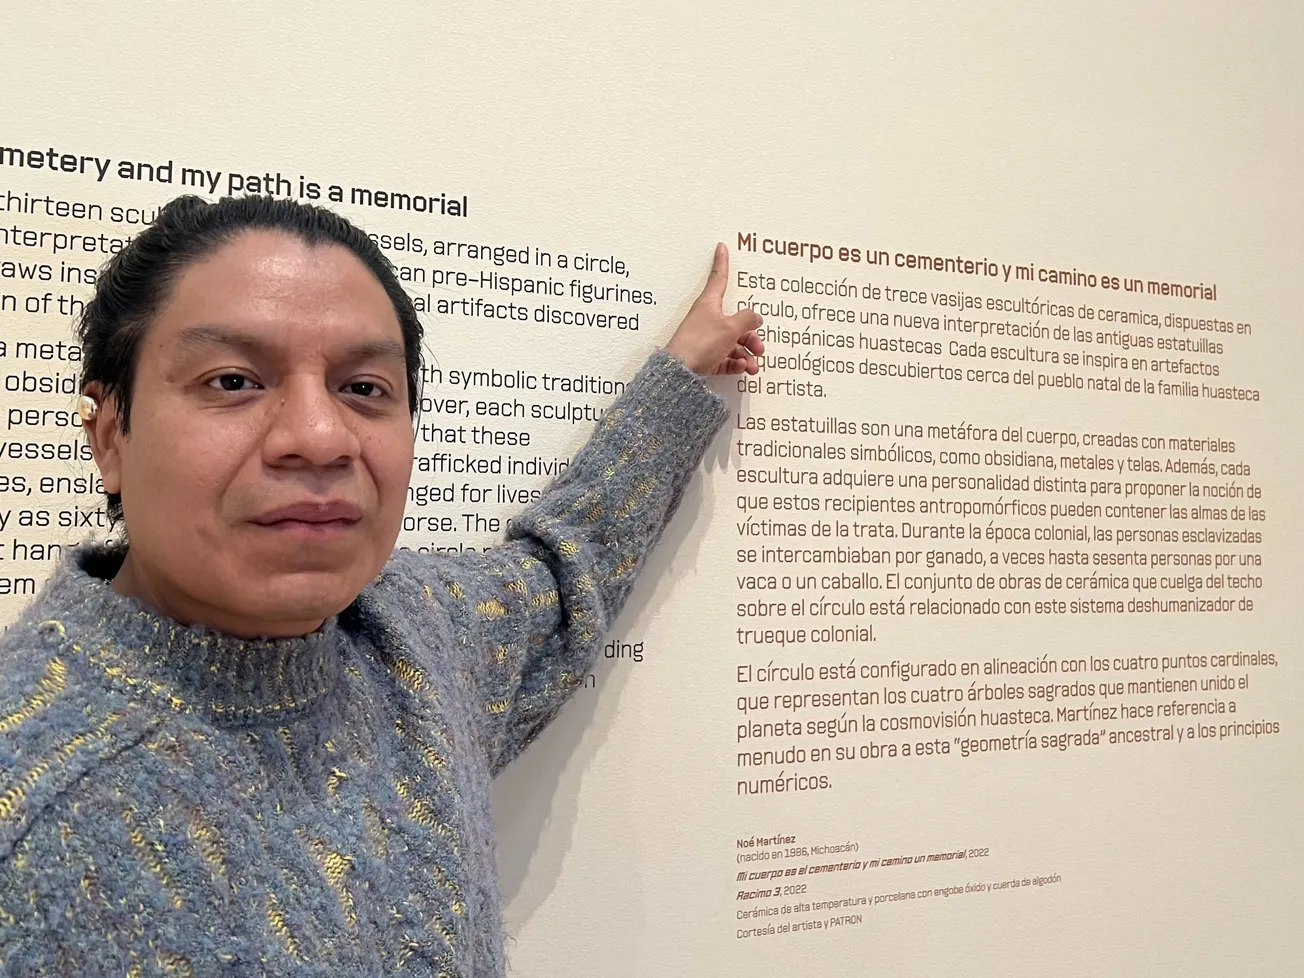 metery and my path is a memorial
thirteen ssels, arranged in a circle,
can pre-Hispanic figurines.
n of th al artifacts discovered
a meta th symbolic tradition
obsidi over, each sculptu
perso that these
vessels rafficked individ
es, ensla nged for lives
y as sixty orse. The
t hang
em
ding
n
Mi cuerpo es un cementerio y mi camino es un memorial
Esta colección de trece vasijas escultóricas de ceramica, dispuestas en
círculo, ofrece una nueva interpretación de las antiguas estatuillas
ehispánicas huastecas Cada escultura se inspira en artefactos
queológicos descubiertos cerca del pueblo natal de la familia huasteca
del artista.
Las estatuillas son una metáfora del cuerpo, creadas con materiales
tradicionales simbólicos, como obsidiana, metales y telas. Además, cada
escultura adquiere una personalidad distinta para proponer la noción de
que estos recipientes antropomórficos pueden contener las almas de las
víctimas de la trata. Durante la época colonial, las personas esclavizadas
se intercambiaban por ganado, a veces hasta sesenta personas por una
vaca o un caballo. El conjunto de obras de cerámica que cuelga del techo
sobre el círculo está relacionado con este sistema deshumanizador de
trueque colonial.
El círculo está configurado en alineación con los cuatro puntos cardinales,
que representan los cuatro árboles sagrados que mantienen unido el
planeta según la cosmovisión huasteca. Martínez hace referencia a
menudo en su obra a esta "geometría sagrada" ancestral y a los principios
numéricos.
Noé Martínez
(nacido en 1986, Michoacán)
Mi cuerpo es el cementerio y mi camino un memorial, 2022
Racimo 3, 2022
Cerámica de alta temperatura y porcelana con engobe óxido y cuerda de algodón
Cortesía del artista y PATRON